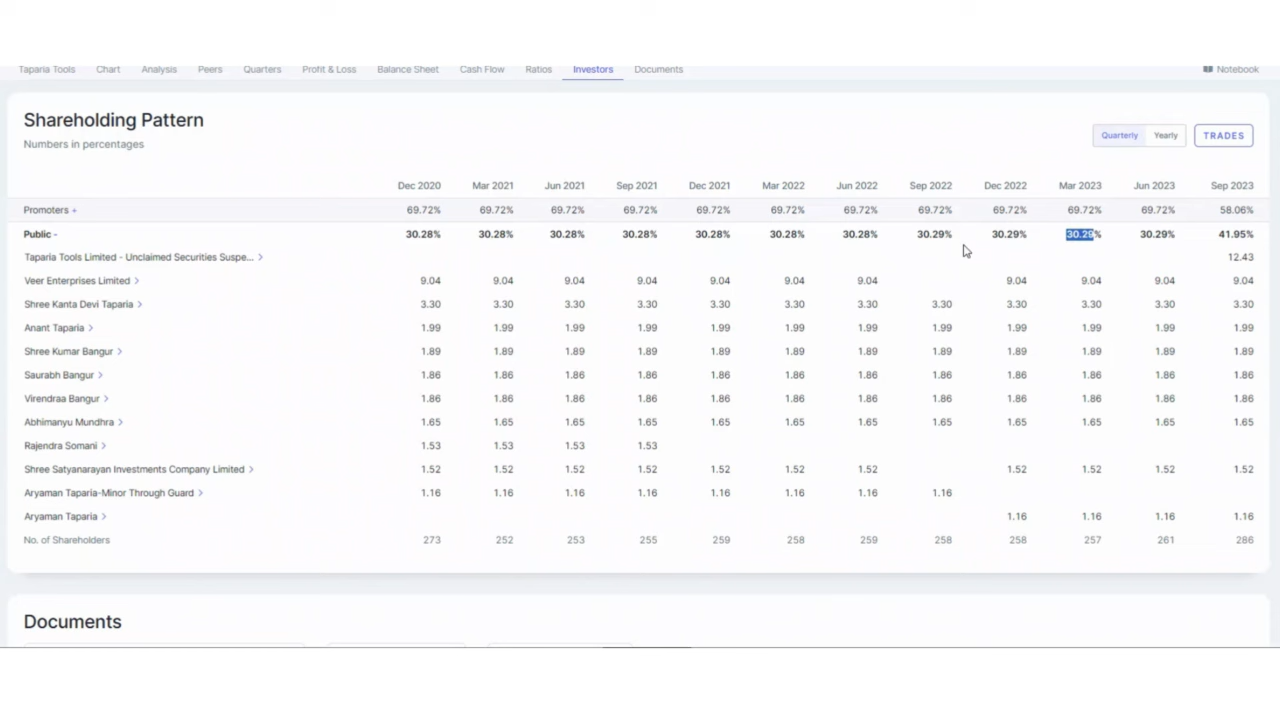 Taparia Tools Chart Analysis Peers Quarters Profit & Loss Balance Sheet Cash Flow Ratios Investors Documents Notebook
Shareholding Pattern
Numbers in percentages
Quarterly Yearly TRADES
Dec 2020 Mar 2021 Jun 2021 Sep 2021 Dec 2021 Mar 2022 Jun 2022 Sep 2022 Dec 2022 Mar 2023 Jun 2023 Sep 2023
Promoters + 69.72% 69.72% 69.72% 69.72% 69.72% 69.72% 69.72% 69.72% 69.72% 69.72% 69.72% 58.06%
Public - 30.28% 30.28% 30.28% 30.28% 30.28% 30.28% 30.28% 30.29% 30.29% 30.29% 30.29% 41.95%
Taparia Tools Limited - Unclaimed Securities Suspe... 12.43
Veer Enterprises Limited 9.04 9.04 9.04 9.04 9.04 9.04 9.04 9.04 9.04 9.04 9.04
Shree Kanta Devi Taparia 3.30 3.30 3.30 3.30 3.30 3.30 3.30 3.30 3.30 3.30 3.30 3.30
Anant Taparia 1.99 1.99 1.99 1.99 1.99 1.99 1.99 1.99 1.99 1.99 1.99 1.99
Shree Kumar Bangur 1.89 1.89 1.89 1.89 1.89 1.89 1.89 1.89 1.89 1.89 1.89 1.89
Saurabh Bangur 1.86 1.86 1.86 1.86 1.86 1.86 1.86 1.86 1.86 1.86 1.86 1.86
Virendraa Bangur 1.86 1.86 1.86 1.86 1.86 1.86 1.86 1.86 1.86 1.86 1.86 1.86
Abhimanyu Mundhra 1.65 1.65 1.65 1.65 1.65 1.65 1.65 1.65 1.65 1.65 1.65 1.65
Rajendra Somani 1.53 1.53 1.53 1.53
Shree Satyanarayan Investments Company Limited 1.52 1.52 1.52 1.52 1.52 1.52 1.52 1.52 1.52 1.52 1.52
Aryaman Taparia-Minor Through Guard 1.16 1.16 1.16 1.16 1.16 1.16 1.16 1.16
Aryaman Taparia 1.16 1.16 1.16 1.16
No. of Shareholders 273 252 253 255 259 258 259 258 258 257 261 286
Documents